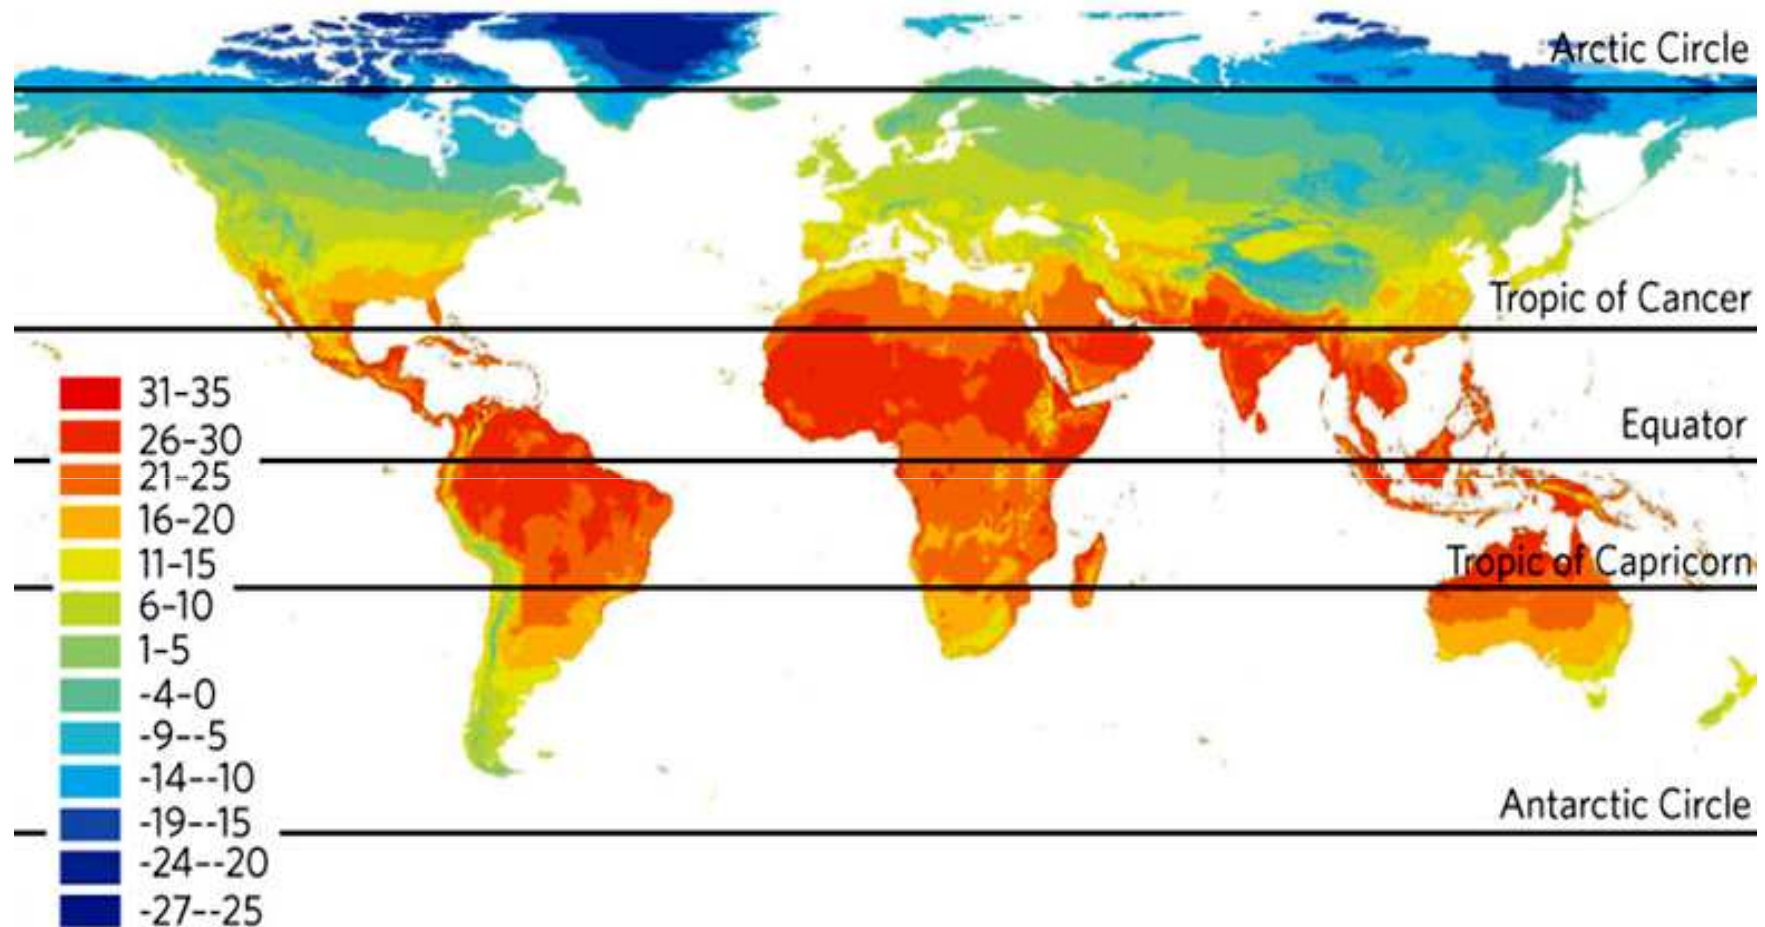 Arctic Circle
Tropic of Cancer
31-35
Equator
26-30
21-25
16-20
Tropic of Capricorn
11-15
6-10
1-5
-4-0
-9--5
-14--10
Antarctic Circle
-19--15
-24--20
-27--25